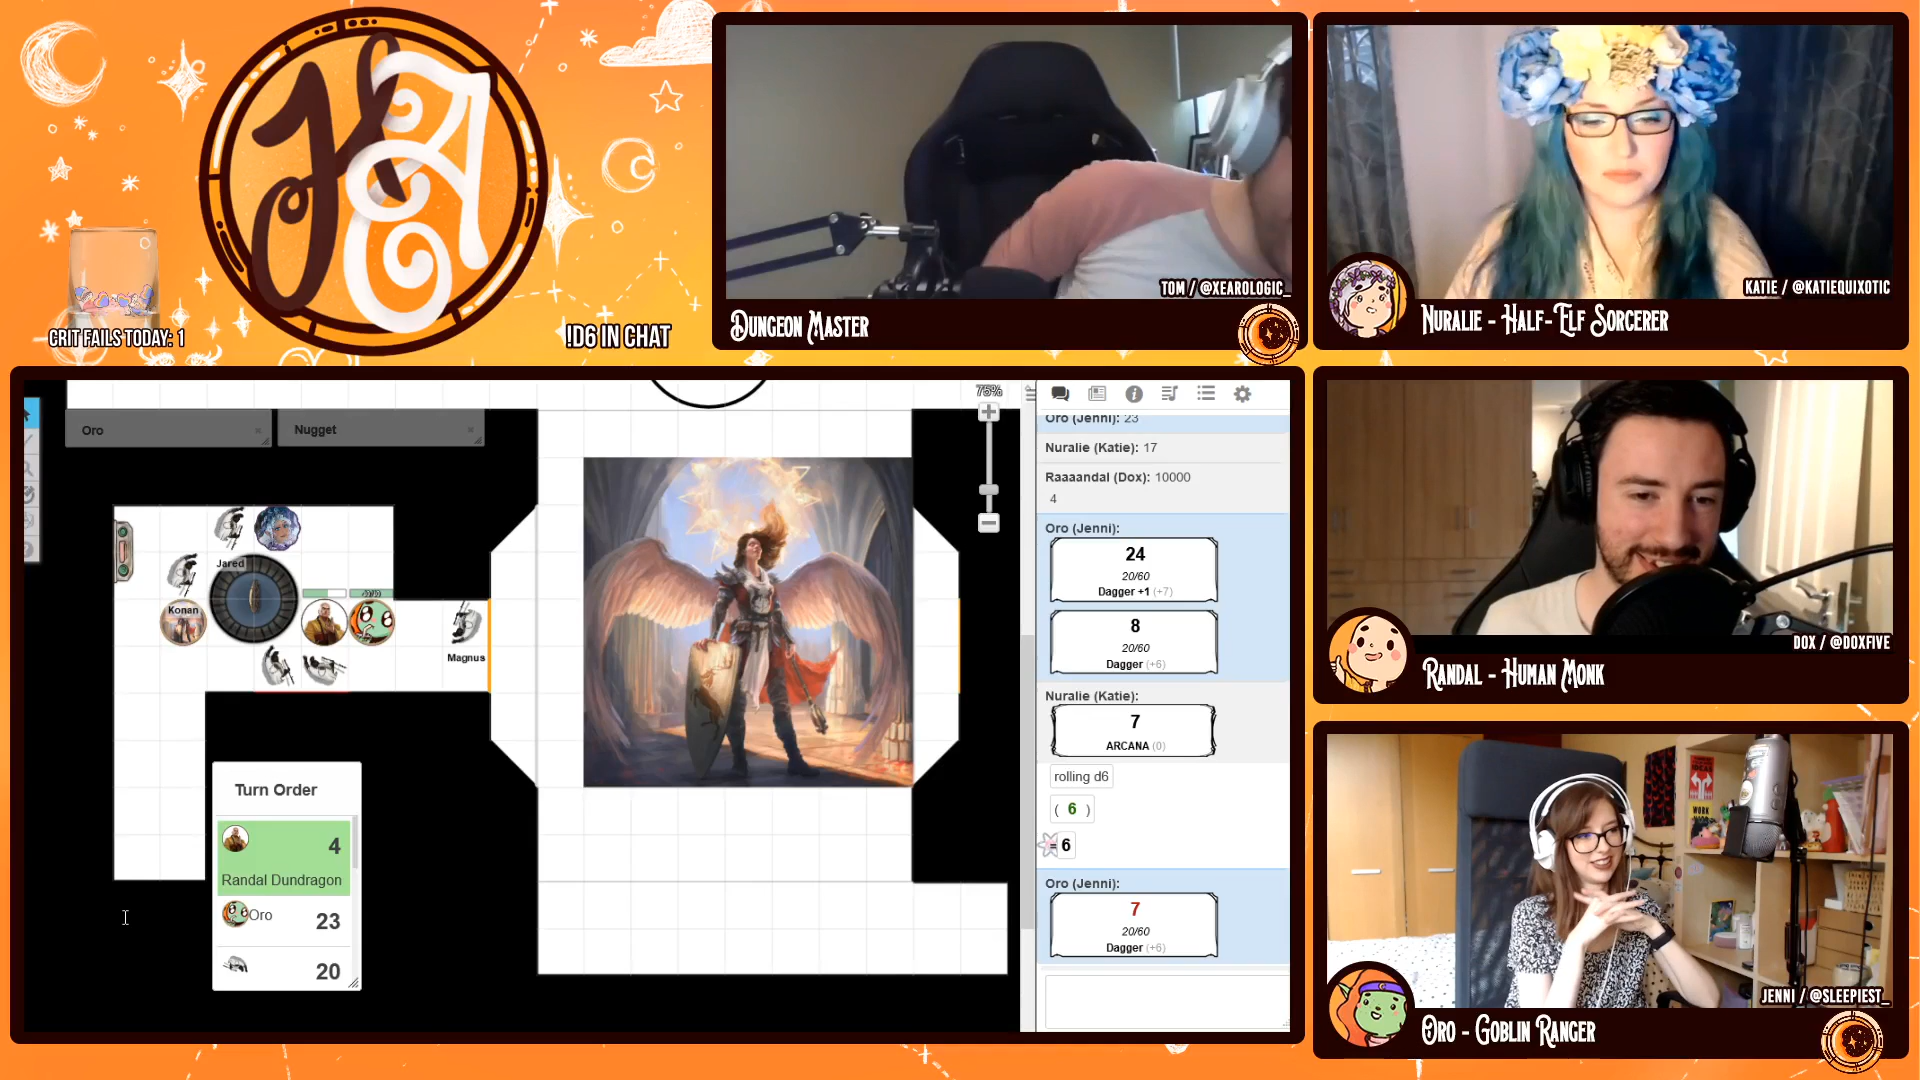 HAE
CRIT FAILS TODAY: 1
!D6 IN CHAT
TOM / @XEAROLOGIC_
DUNGEON MASTER
KATIE / @KATIEQUIXOTIC
NURALIE - HALF-ELF SORCERER
DOX / @DOXFIVE
RANDAL - HUMAN MONK
JENNI / @SLEEPIEST_
ORO - GOBLIN RANGER
Oro
Nugget
75%
Jared
Konan
Magnus
Turn Order
4
Randal Dundragon
Oro
23
20
Oro (Jenni): 23
Nuralie (Katie): 17
Raaaandal (Dox): 10000
4
Oro (Jenni):
24
20/60
Dagger +1 (+7)
8
20/60
Dagger (+6)
Nuralie (Katie):
7
ARCANA (0)
rolling d6
( 6 )
=6
Oro (Jenni):
7
20/60
Dagger (+6)
WORK